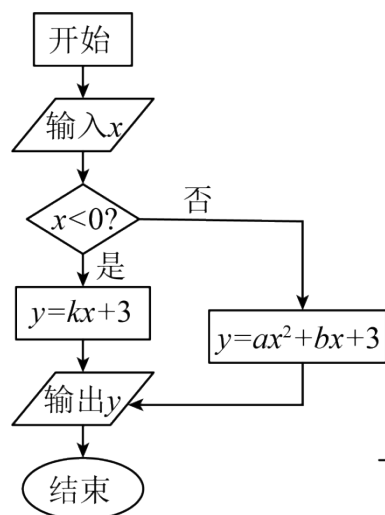 开始
输入x
x<0?
否
是
y=kx+3
y=ax²+bx+3
输出y
结束